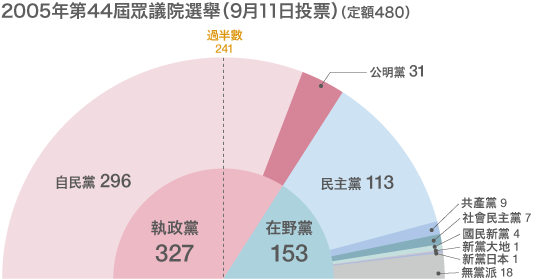 2005年第44屆眾議院選舉(9月11日投票)(定額480)
過半數
241
公明黨 31
自民黨 296
民主黨 113
執政黨
327
在野黨
153
共產黨 9
社會民主黨 7
國民新黨 4
新黨大地 1
新黨日本 1
無黨派 18